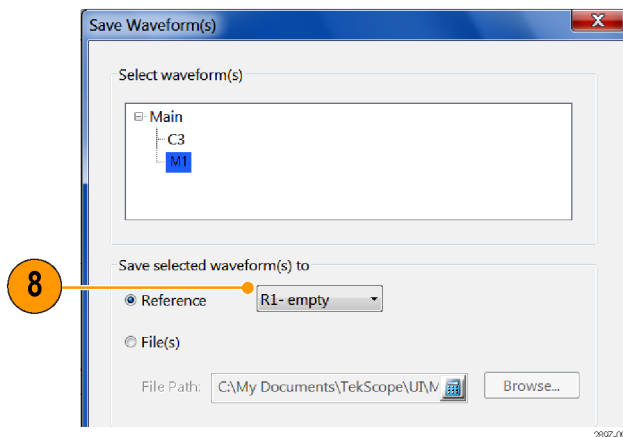 Save Waveform(s)
Select waveform(s)
Main
C3
M1
Save selected waveform(s) to
8
Reference R1- empty
File(s)
File Path: C:\My Documents\TekScope\UI\M Browse...